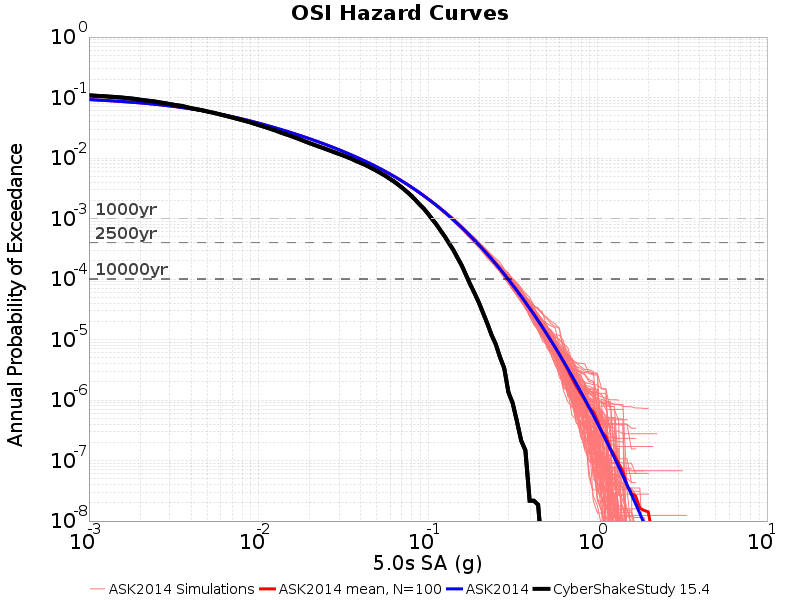 OSI Hazard Curves
Annual Probability of Exceedance
10^0
10^-1
10^-2
10^-3
10^-4
10^-5
10^-6
10^-7
10^-8
1000yr
2500yr
10000yr
10^-3 10^-2 10^-1 10^0 10^1
5.0s SA (g)
ASK2014 Simulations ASK2014 mean, N=100 ASK2014 CyberShakeStudy 15.4